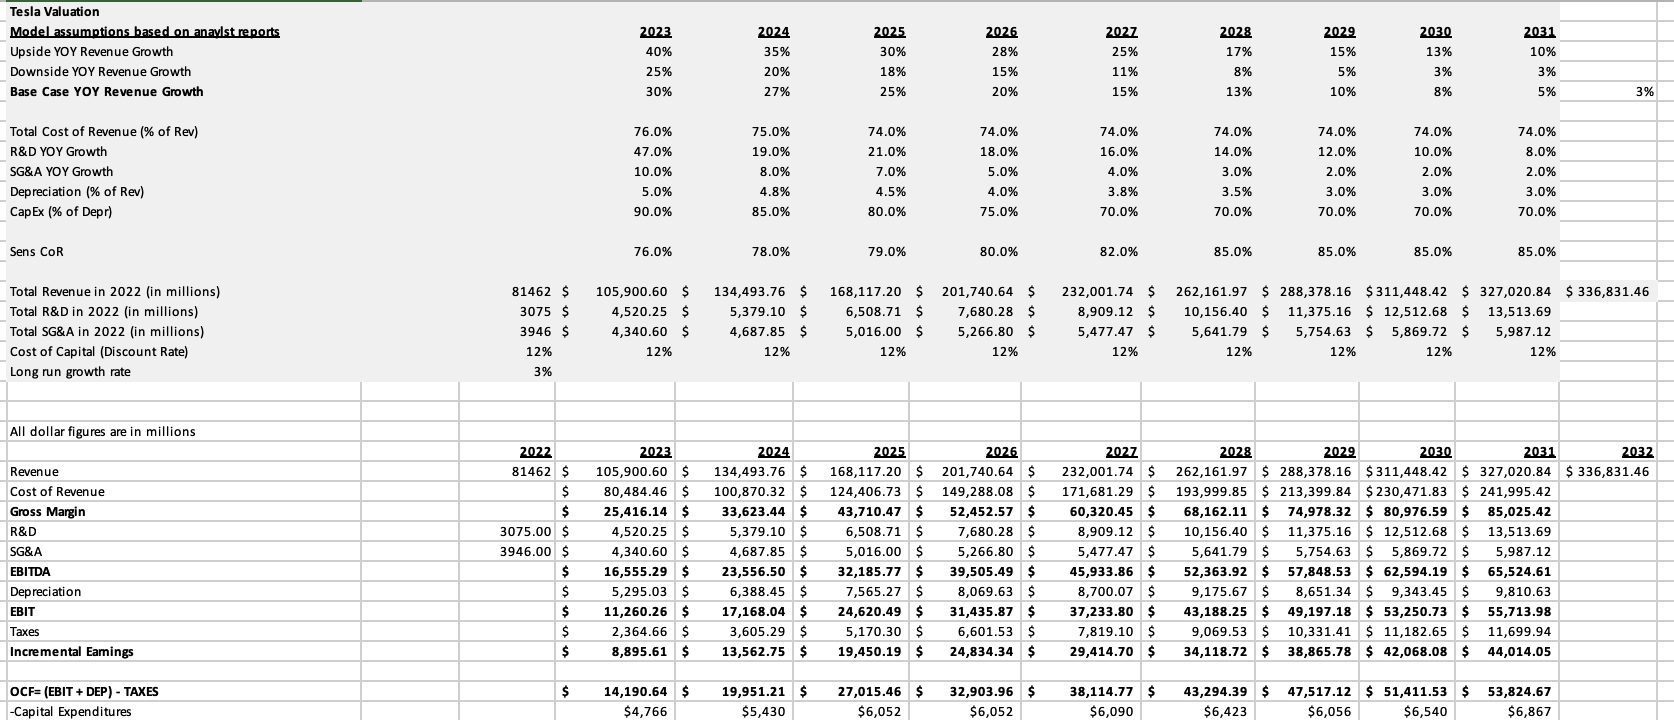 Tesla Valuation
Model assumptions based on anaylst reports 2023 2024 2025 2026 2027 2028 2029 2030 2031
Upside YOY Revenue Growth 40% 35% 30% 28% 25% 17% 15% 13% 10%
Downside YOY Revenue Growth 25% 20% 18% 15% 11% 8% 5% 3% 3%
Base Case YOY Revenue Growth 30% 27% 25% 20% 15% 13% 10% 8% 5% 3%
Total Cost of Revenue (% of Rev) 76.0% 75.0% 74.0% 74.0% 74.0% 74.0% 74.0% 74.0% 74.0%
R&D YOY Growth 47.0% 19.0% 21.0% 18.0% 16.0% 14.0% 12.0% 10.0% 8.0%
SG&A YOY Growth 10.0% 8.0% 7.0% 5.0% 4.0% 3.0% 2.0% 2.0% 2.0%
Depreciation (% of Rev) 5.0% 4.8% 4.5% 4.0% 3.8% 3.5% 3.0% 3.0% 3.0%
CapEx (% of Depr) 90.0% 85.0% 80.0% 75.0% 70.0% 70.0% 70.0% 70.0% 70.0%
Sens CoR 76.0% 78.0% 79.0% 80.0% 82.0% 85.0% 85.0% 85.0% 85.0%
Total Revenue in 2022 (in millions) 81462 $ 105,900.60 $ 134,493.76 $ 168,117.20 $ 201,740.64 $ 232,001.74 $ 262,161.97 $ 288,378.16 $ 311,448.42 $ 327,020.84 $ 336,831.46
Total R&D in 2022 (in millions) 3075 $ 4,520.25 $ 5,379.10 $ 6,508.71 $ 7,680.28 $ 8,909.12 $ 10,156.40 $ 11,375.16 $ 12,512.68 $ 13,513.69
Total SG&A in 2022 (in millions) 3946 $ 4,340.60 $ 4,687.85 $ 5,016.00 $ 5,266.80 $ 5,477.47 $ 5,641.79 $ 5,754.63 $ 5,869.72 $ 5,987.12
Cost of Capital (Discount Rate) 12% 12% 12% 12% 12% 12% 12% 12% 12% 12%
Long run growth rate 3%
All dollar figures are in millions
2022 2023 2024 2025 2026 2027 2028 2029 2030 2031 2032
Revenue 81462 $ 105,900.60 $ 134,493.76 $ 168,117.20 $ 201,740.64 $ 232,001.74 $ 262,161.97 $ 288,378.16 $ 311,448.42 $ 327,020.84 $ 336,831.46
Cost of Revenue $ 80,484.46 $ 100,870.32 $ 124,406.73 $ 149,288.08 $ 171,681.29 $ 193,999.85 $ 213,399.84 $ 230,471.83 $ 241,995.42
Gross Margin $ 25,416.14 $ 33,623.44 $ 43,710.47 $ 52,452.57 $ 60,320.45 $ 68,162.11 $ 74,978.32 $ 80,976.59 $ 85,025.42
R&D 3075.00 $ 4,520.25 $ 5,379.10 $ 6,508.71 $ 7,680.28 $ 8,909.12 $ 10,156.40 $ 11,375.16 $ 12,512.68 $ 13,513.69
SG&A 3946.00 $ 4,340.60 $ 4,687.85 $ 5,016.00 $ 5,266.80 $ 5,477.47 $ 5,641.79 $ 5,754.63 $ 5,869.72 $ 5,987.12
EBITDA $ 16,555.29 $ 23,556.50 $ 32,185.77 $ 39,505.49 $ 45,933.86 $ 52,363.92 $ 57,848.53 $ 62,594.19 $ 65,524.61
Depreciation $ 5,295.03 $ 6,388.45 $ 7,565.27 $ 8,069.63 $ 8,700.07 $ 9,175.67 $ 8,651.34 $ 9,343.45 $ 9,810.63
EBIT $ 11,260.26 $ 17,168.04 $ 24,620.49 $ 31,435.87 $ 37,233.80 $ 43,188.25 $ 49,197.18 $ 53,250.73 $ 55,713.98
Taxes $ 2,364.66 $ 3,605.29 $ 5,170.30 $ 6,601.53 $ 7,819.10 $ 9,069.53 $ 10,331.41 $ 11,182.65 $ 11,699.94
Incremental Earnings $ 8,895.61 $ 13,562.75 $ 19,450.19 $ 24,834.34 $ 29,414.70 $ 34,118.72 $ 38,865.78 $ 42,068.08 $ 44,014.05
OCF= (EBIT + DEP) - TAXES $ 14,190.64 $ 19,951.21 $ 27,015.46 $ 32,903.96 $ 38,114.77 $ 43,294.39 $ 47,517.12 $ 51,411.53 $ 53,824.67
-Capital Expenditures $4,766 $5,430 $6,052 $6,052 $6,090 $6,423 $6,056 $6,540 $6,867